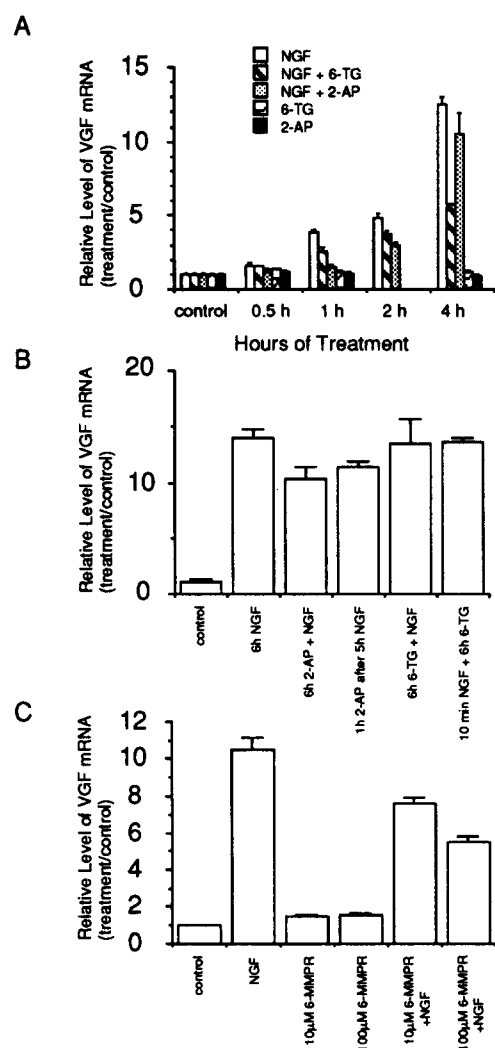 A
Relative Level of VGF mRNA
(treatment/control)
15
10
5
0
NGF
NGF + 6-TG
NGF + 2-AP
6-TG
2-AP
control
0.5 h
1 h
2 h
4 h
Hours of Treatment
B
Relative Level of VGF mRNA
(treatment/control)
20
10
0
control
6h NGF
6h 2-AP + NGF
1h 2-AP after 5h NGF
6h 6-TG + NGF
10 min NGF + 6h 6-TG
C
Relative Level of VGF mRNA
(treatment/control)
12
10
8
6
4
2
0
control
NGF
10µM 6-MMPR
100µM 6-MMPR
10µM 6-MMPR
+NGF
100µM 6-MMPR
+NGF